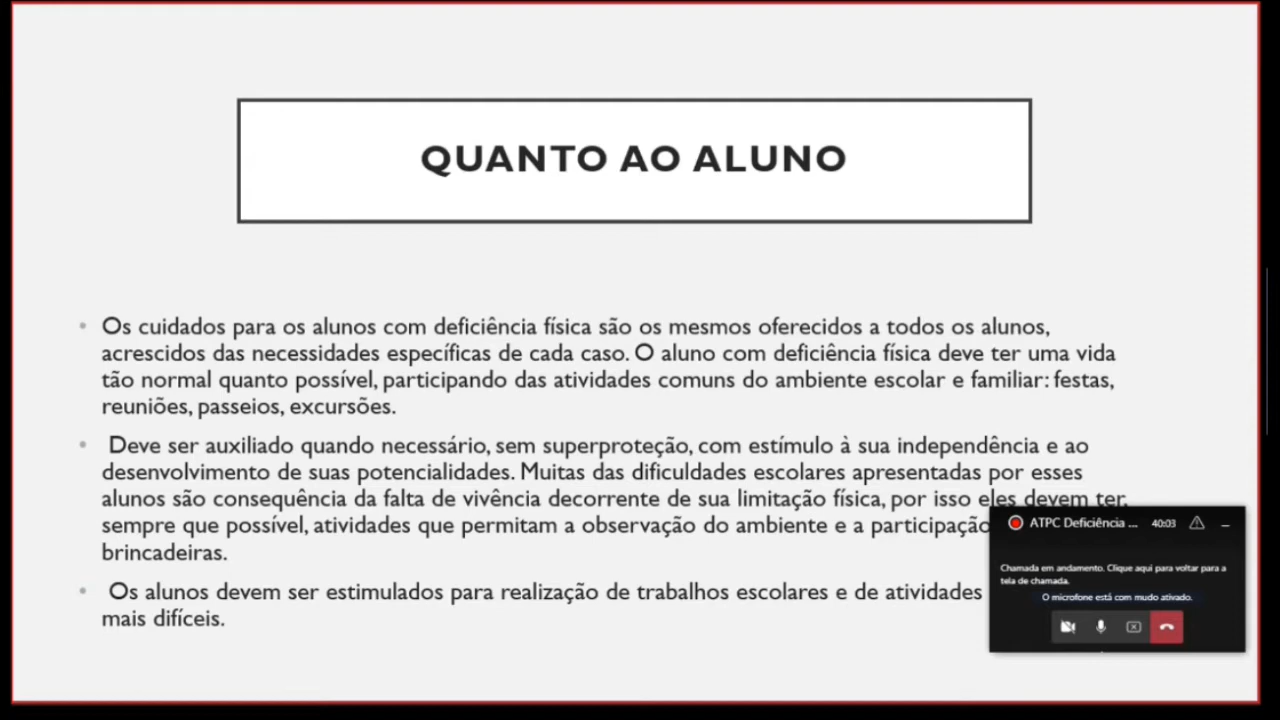 QUANTO AO ALUNO
• Os cuidados para os alunos com deficiência física são os mesmos oferecidos a todos os alunos,
acrescidos das necessidades específicas de cada caso. O aluno com deficiência física deve ter uma vida
tão normal quanto possível, participando das atividades comuns do ambiente escolar e familiar: festas,
reuniões, passeios, excursões.
• Deve ser auxiliado quando necessário, sem superproteção, com estímulo à sua independência e ao
desenvolvimento de suas potencialidades. Muitas das dificuldades escolares apresentadas por esses
alunos são consequência da falta de vivência decorrente de sua limitação física, por isso eles devem ter,
sempre que possível, atividades que permitam a observação do ambiente e a participação
brincadeiras.
• Os alunos devem ser estimulados para realização de trabalhos escolares e de atividades
mais difíceis.
ATPC Deficiência ... 40:03
Chamada em andamento. Clique aqui para voltar para a
tela de chamada.
O microfone está com mudo ativado.